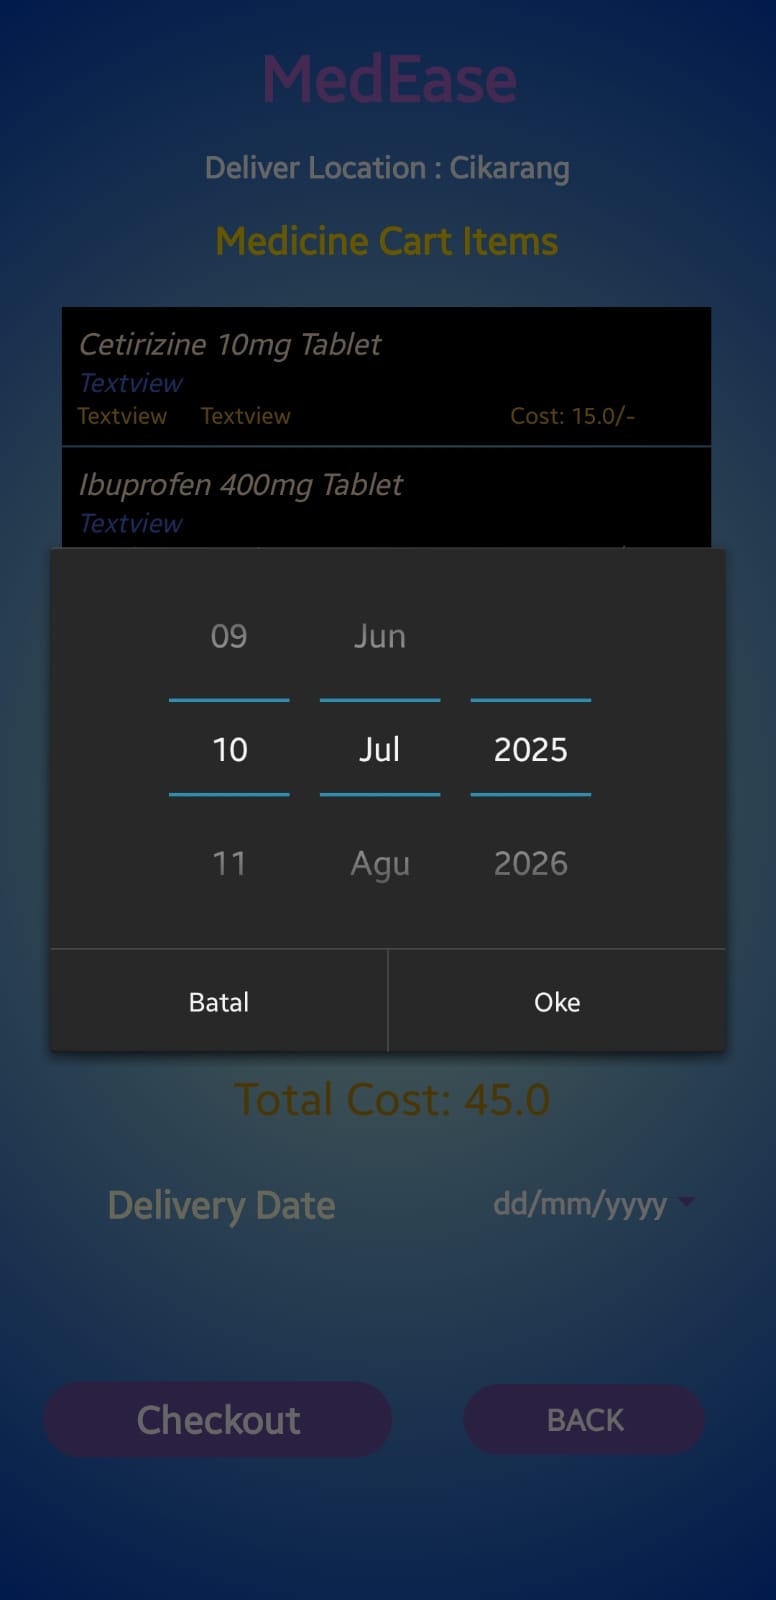 MedEase
Deliver Location : Cikarang
Medicine Cart Items
Cetirizine 10mg Tablet
Textview
Textview Textview Cost: 15.0/-
Ibuprofen 400mg Tablet
Textview
09 Jun
10 Jul 2025
11 Agu 2026
Batal Oke
Total Cost: 45.0
Delivery Date dd/mm/yyyy
Checkout BACK